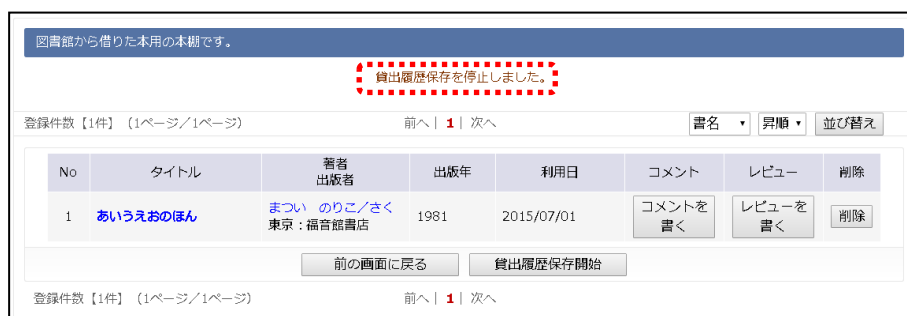 図書館から借りた本用の本棚です。
貸出履歴保存を停止しました。
登録件数【1件】（1ページ／1ページ） 前へ | 1 | 次へ 書名 昇順 並び替え
No タイトル 著者 出版年 利用日 コメント レビュー 削除
出版者
1 あいうえおのほん まつい　のりこ／さく 1981 2015/07/01 コメントを レビューを 削除
東京：福音館書店 書く 書く
前の画面に戻る 貸出履歴保存開始
登録件数【1件】（1ページ／1ページ） 前へ | 1 | 次へ